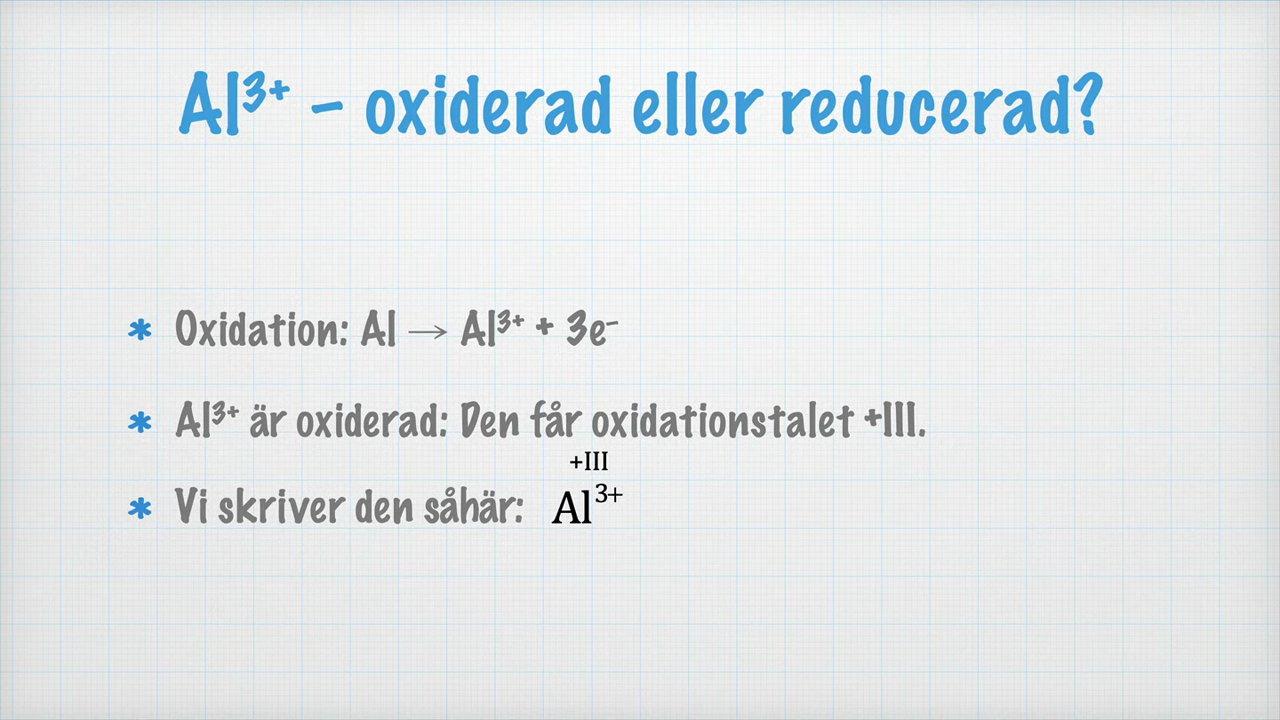 Al³⁺ – oxiderad eller reducerad?
* Oxidation: Al → Al³⁺ + 3e⁻
* Al³⁺ är oxiderad: Den får oxidationstalet +III.
+III
* Vi skriver den såhär: Al³⁺